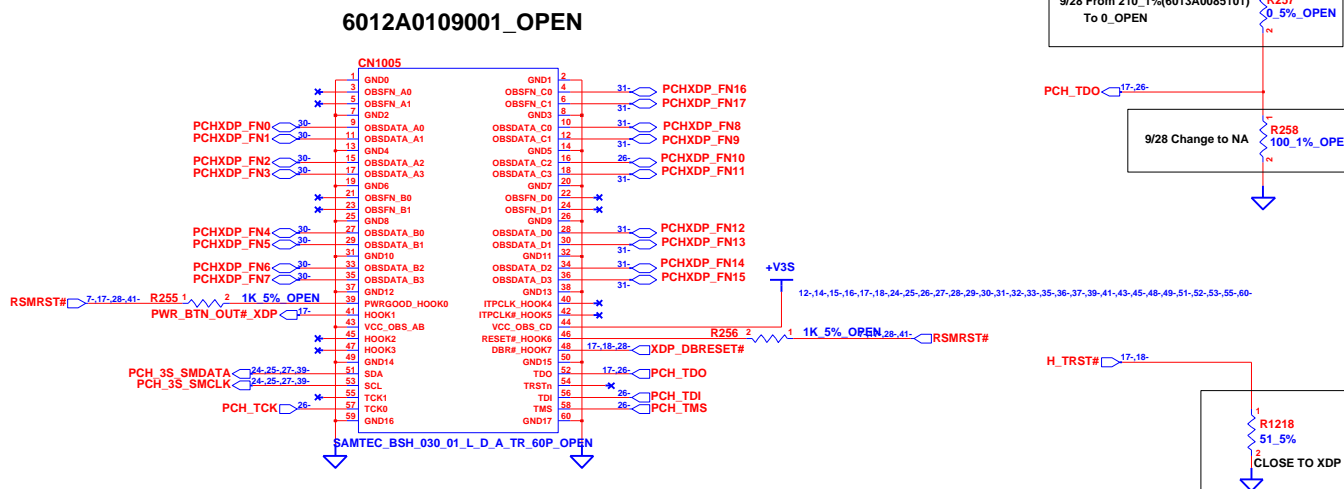 6012A0109001_OPEN
9/28 From 210_1%(6013A0085101)
To 0_OPEN
R257
0_5%_OPEN
2
PCH_TDO 17-,26-
9/28 Change to NA
1
R258
100_1%_OPE
2
CN1005
1 GND0 GND1 2
3 OBSFN_A0 OBSFN_C0 4 31- PCHXDP_FN16
5 OBSFN_A1 OBSFN_C1 6 31- PCHXDP_FN17
7 GND2 GND3 8
PCHXDP_FN0 30- 9 OBSDATA_A0 OBSDATA_C0 10 31- PCHXDP_FN8
PCHXDP_FN1 30- 11 OBSDATA_A1 OBSDATA_C1 12 31- PCHXDP_FN9
13 GND4 GND5 14
PCHXDP_FN2 30- 15 OBSDATA_A2 OBSDATA_C2 16 26- PCHXDP_FN10
PCHXDP_FN3 30- 17 OBSDATA_A3 OBSDATA_C3 18 31- PCHXDP_FN11
19 GND6 GND7 20
21 OBSFN_B0 OBSFN_D0 22
23 OBSFN_B1 OBSFN_D1 24
25 GND8 GND9 26
PCHXDP_FN4 30- 27 OBSDATA_B0 OBSDATA_D0 28 31- PCHXDP_FN12
PCHXDP_FN5 30- 29 OBSDATA_B1 OBSDATA_D1 30 31- PCHXDP_FN13
31 GND10 GND11 32
PCHXDP_FN6 30- 33 OBSDATA_B2 OBSDATA_D2 34 31- PCHXDP_FN14
PCHXDP_FN7 30- 35 OBSDATA_B3 OBSDATA_D3 36 31- PCHXDP_FN15
37 GND12 GND13 38
+V3S
12-,14-,15-,16-,17-,18-,24-,25-,26-,27-,28-,29-,30-,31-,32-,33-,35-,36-,37-,39-,41-,43-,45-,48-,49-,51-,52-,53-,55-,60-
RSMRST# 7-,17-,28-,41- R255 1 2 1K_5%_OPEN 39 PWRGOOD_HOOK0 ITPCLK_HOOK4 40
PWR_BTN_OUT#_XDP 17- 41 HOOK1 ITPCLK#_HOOK5 42
43 VCC_OBS_AB VCC_OBS_CD 44
45 HOOK2 RESET#_HOOK6 46 R256 2 1 1K_5%_OPEN 28-,41- RSMRST#
47 HOOK3 DBR#_HOOK7 48 17-,18-,28- XDP_DBRESET#
49 GND14 GND15 50
PCH_3S_SMDATA 24-,25-,27-,39- 51 SDA TDO 52 17-,26- PCH_TDO
PCH_3S_SMCLK 24-,25-,27-,39- 53 SCL TRSTn 54
55 TCK1 TDI 56 26- PCH_TDI
PCH_TCK 26- 57 TCK0 TMS 58 26- PCH_TMS
59 GND16 GND17 60
SAMTEC_BSH_030_01_L_D_A_TR_60P_OPEN
H_TRST# 17-,18-
1
R1218
51_5%
2
CLOSE TO XDP